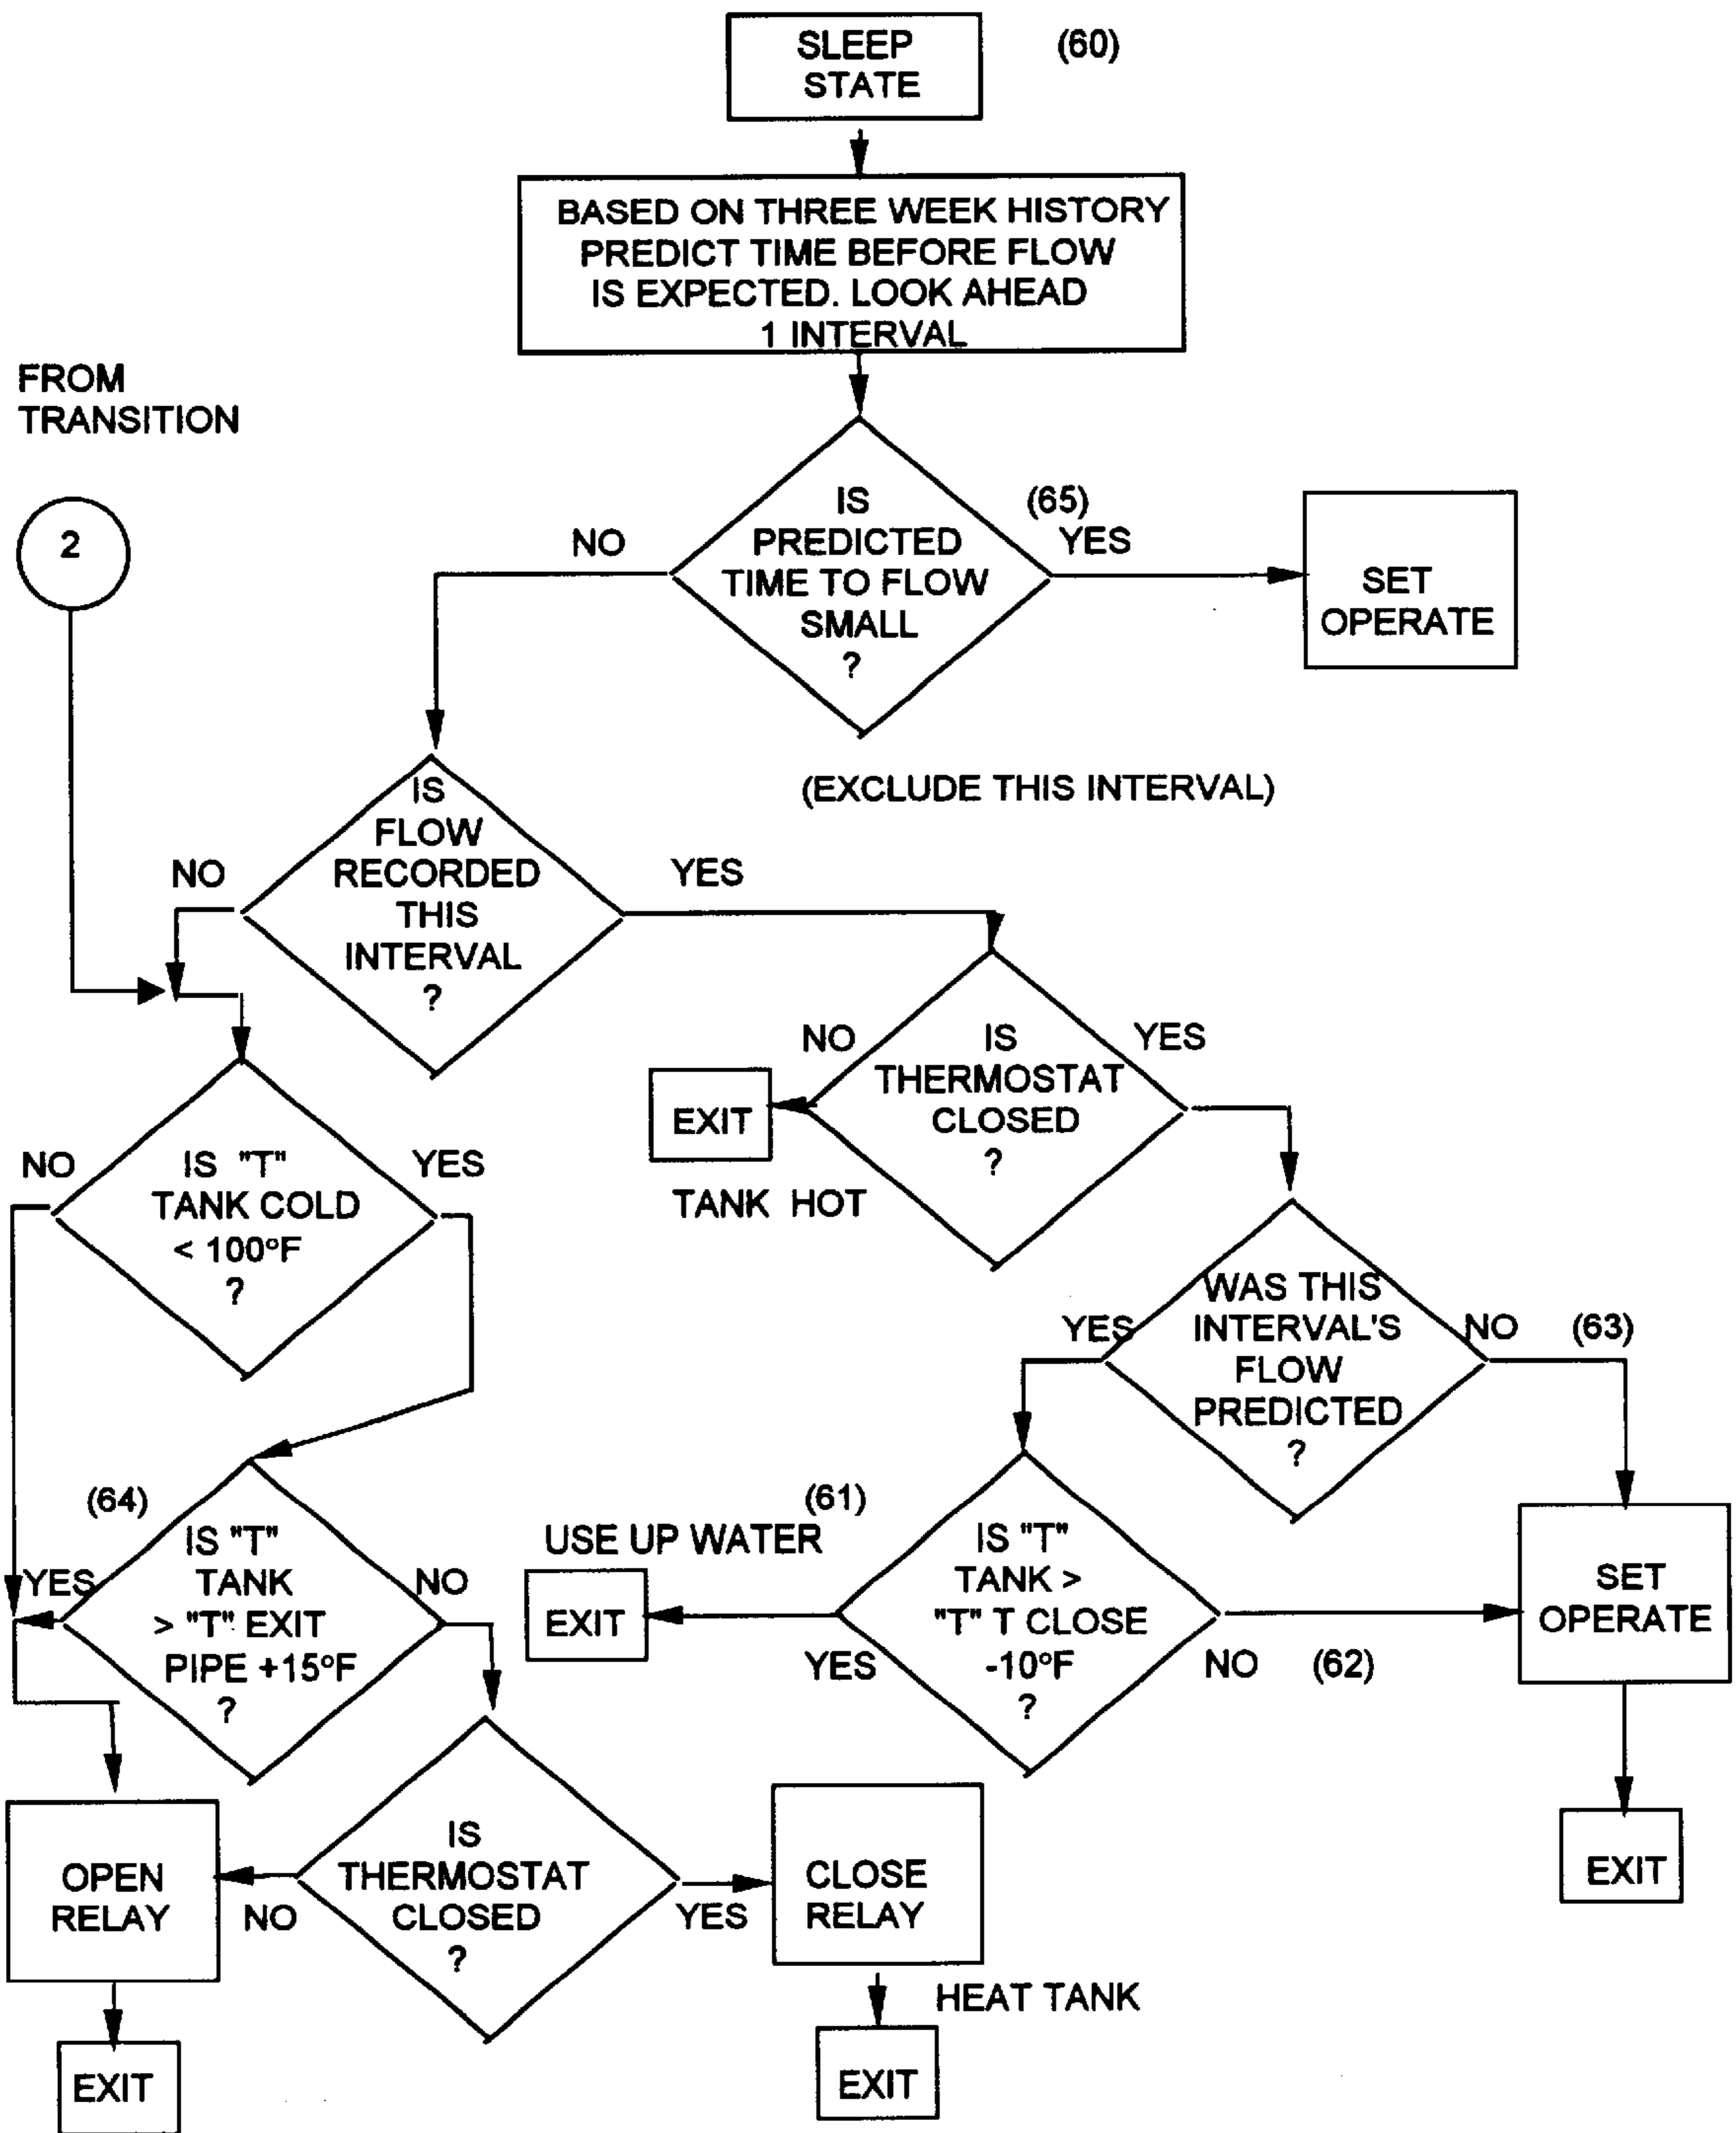 SLEEP
STATE
(60)
BASED ON THREE WEEK HISTORY
PREDICT TIME BEFORE FLOW
IS EXPECTED. LOOK AHEAD
1 INTERVAL
FROM
TRANSITION
2
IS
PREDICTED
TIME TO FLOW
SMALL
?
NO
(65)
YES
SET
OPERATE
(EXCLUDE THIS INTERVAL)
IS
FLOW
RECORDED
THIS
INTERVAL
?
NO
YES
IS
THERMOSTAT
CLOSED
?
NO
YES
EXIT
TANK HOT
IS "T"
TANK COLD
< 100°F
?
NO
YES
WAS THIS
INTERVAL'S
FLOW
PREDICTED
?
YES
NO
(63)
(64)
IS "T"
TANK
> "T" EXIT
PIPE +15°F
?
YES
NO
(61)
USE UP WATER
EXIT
IS "T"
TANK >
"T" T CLOSE
-10°F
?
YES
NO
(62)
SET
OPERATE
EXIT
OPEN
RELAY
NO
IS
THERMOSTAT
CLOSED
?
YES
CLOSE
RELAY
HEAT TANK
EXIT
EXIT